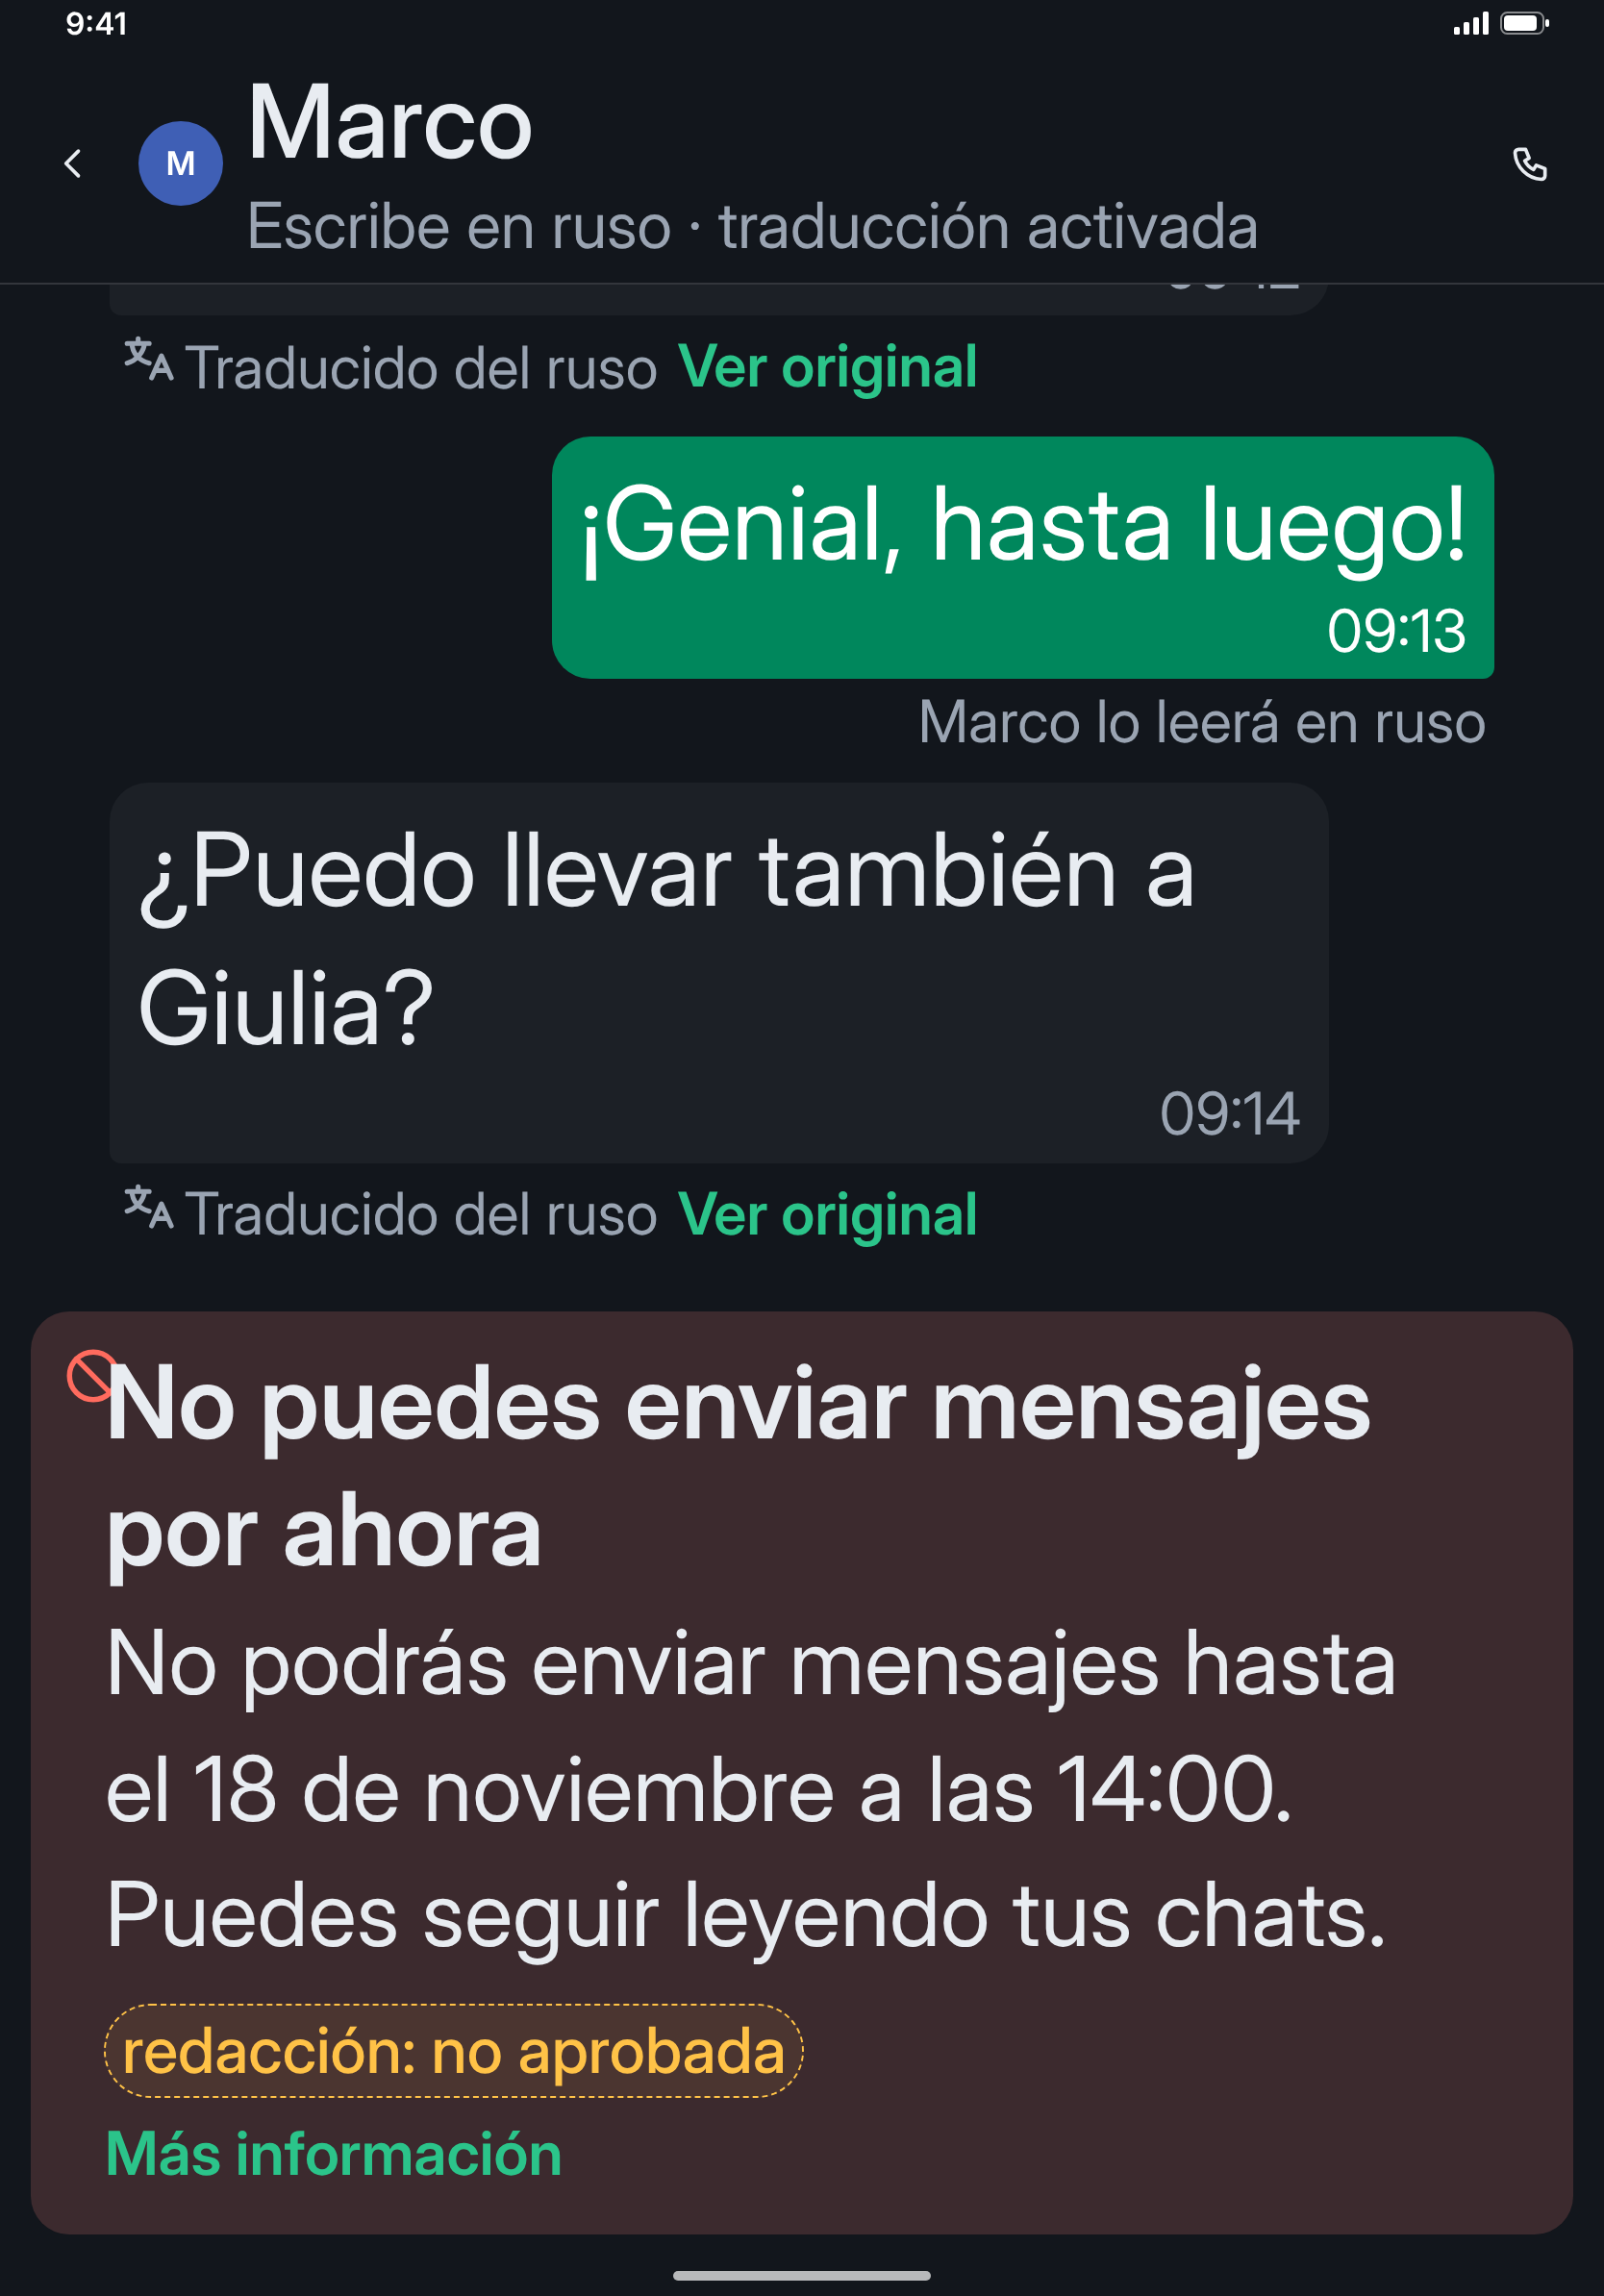 9:41
M
Marco
Escribe en ruso · traducción activada
Traducido del ruso Ver original
¡Genial, hasta luego!
09:13
Marco lo leerá en ruso
¿Puedo llevar también a
Giulia?
09:14
Traducido del ruso Ver original
No puedes enviar mensajes
por ahora
No podrás enviar mensajes hasta
el 18 de noviembre a las 14:00.
Puedes seguir leyendo tus chats.
redacción: no aprobada
Más información